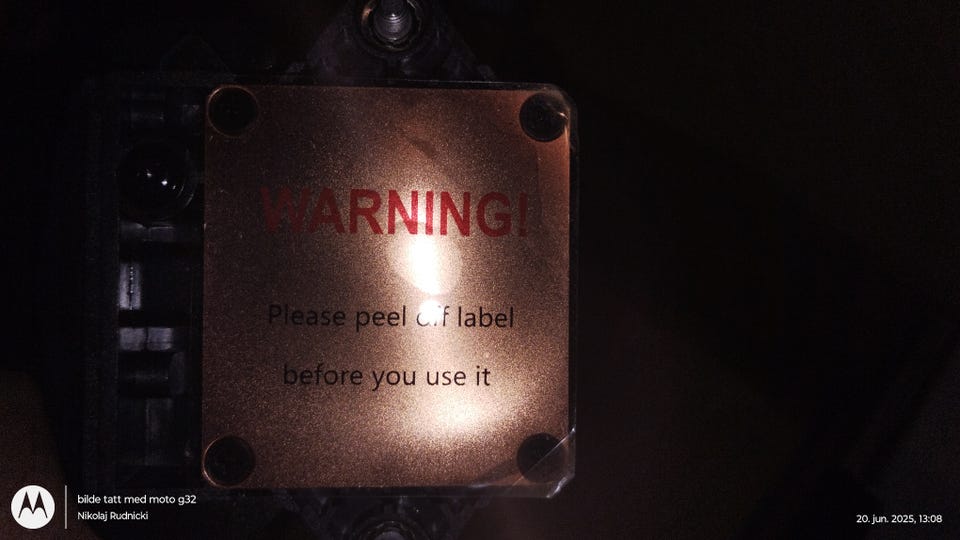 WARNING!
Please peel off label
before you use it
bilde tatt med moto g32
Nikolaj Rudnicki
20. jun. 2025, 13:08